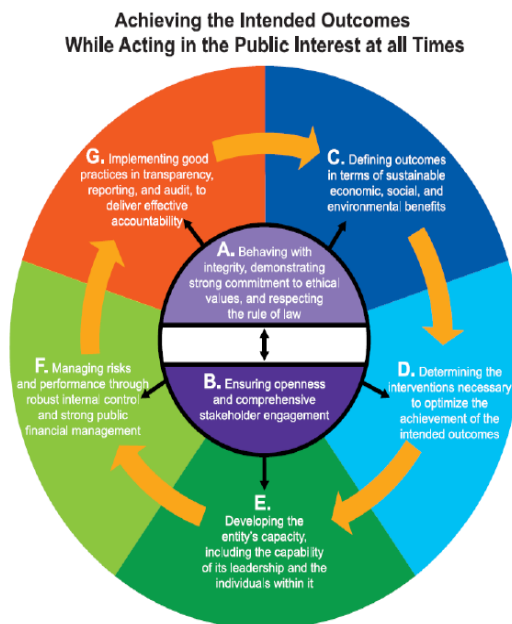 Achieving the Intended Outcomes
While Acting in the Public Interest at all Times
G. Implementing good
practices in transparency,
reporting, and audit, to
deliver effective
accountability
C. Defining outcomes
in terms of sustainable
economic, social, and
environmental benefits
A. Behaving with
integrity, demonstrating
strong commitment to ethical
values, and respecting
the rule of law
B. Ensuring openness
and comprehensive
stakeholder engagement
F. Managing risks
and performance through
robust internal control
and strong public
financial management
D. Determining the
interventions necessary
to optimize the
achievement of the
intended outcomes
E.
Developing the
entity's capacity,
including the capability
of its leadership and the
individuals within it